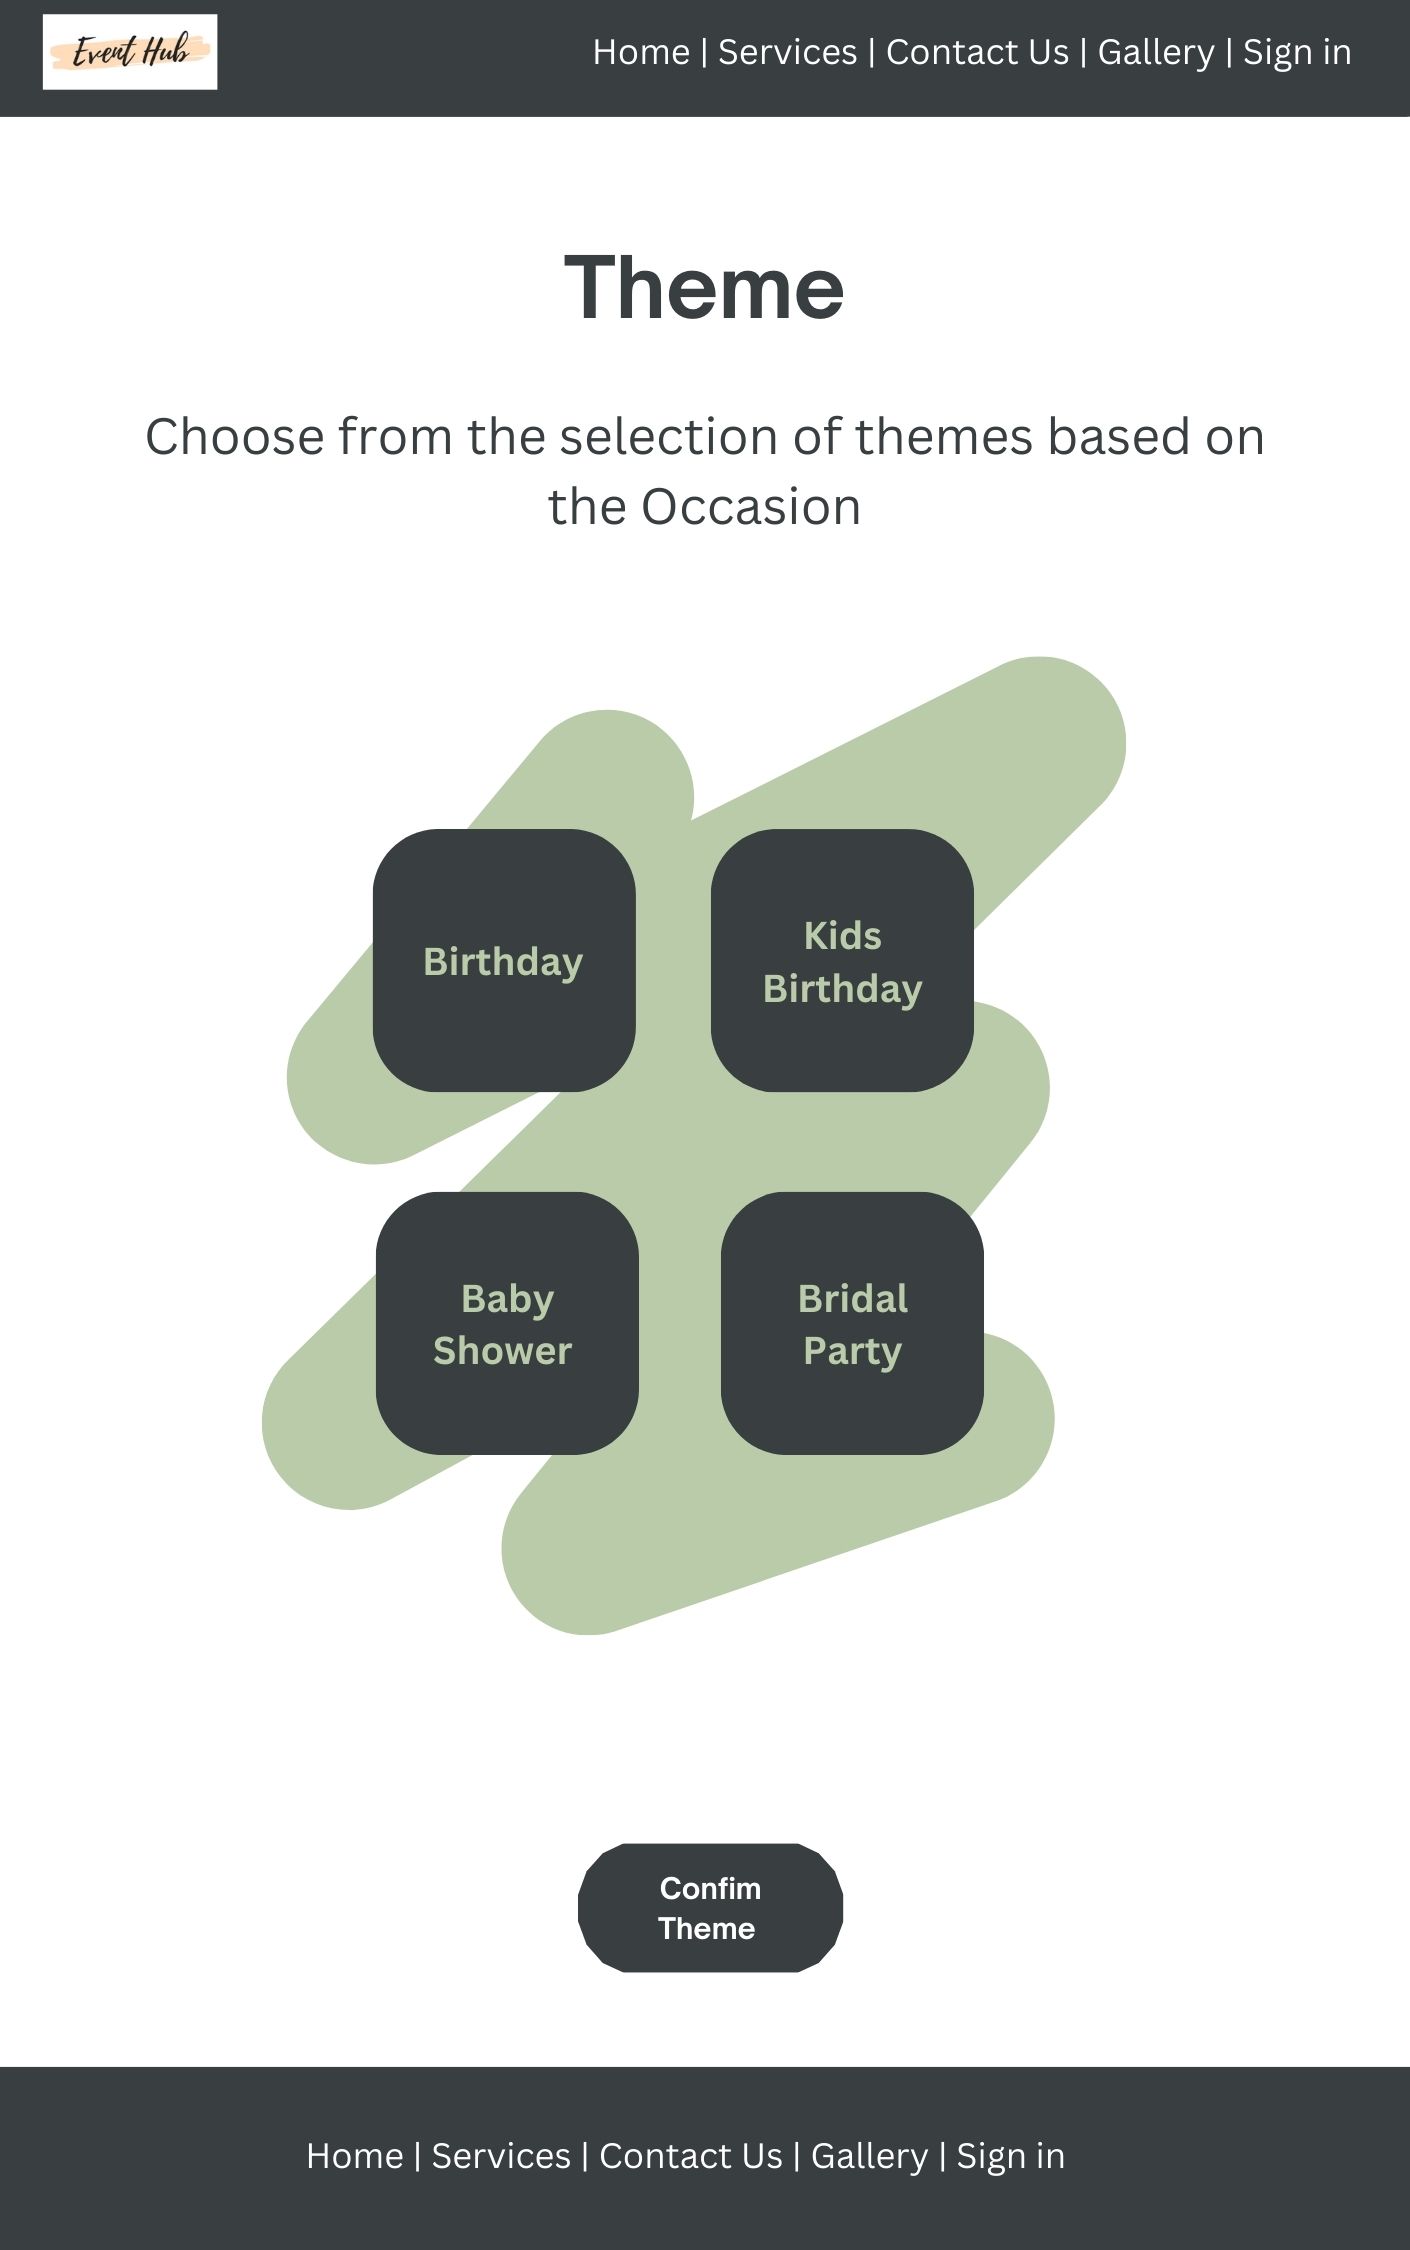 Event Hub
Home | Services | Contact Us | Gallery | Sign in
Theme
Choose from the selection of themes based on
the Occasion
Birthday
Kids
Birthday
Baby
Shower
Bridal
Party
Confim
Theme
Home | Services | Contact Us | Gallery | Sign in